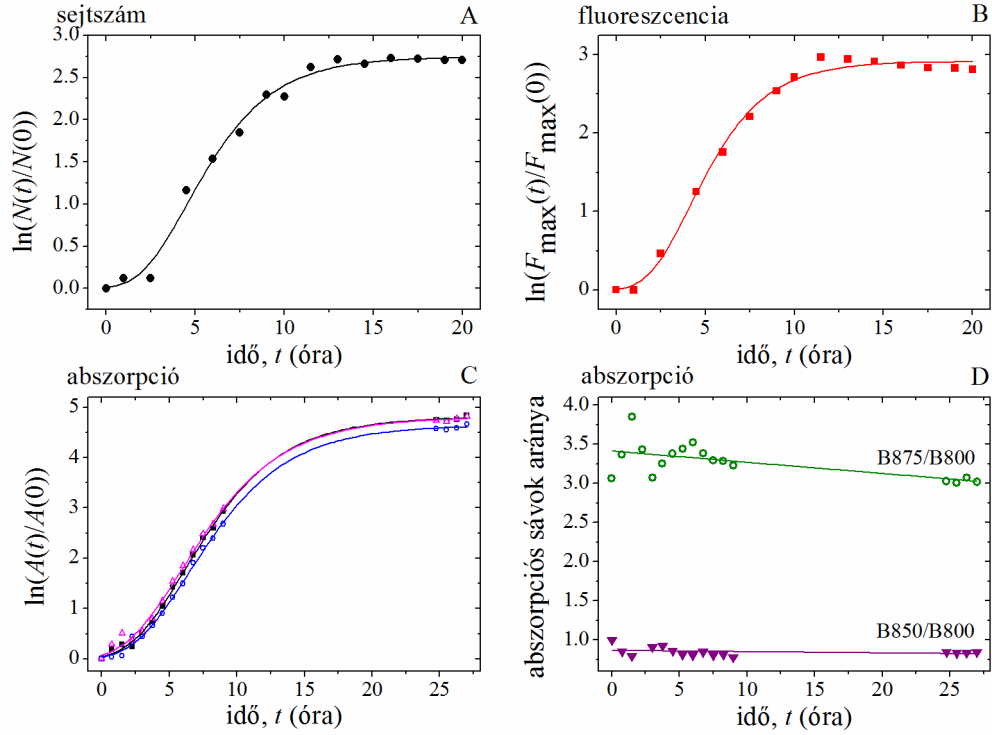 sejtszám
A
ln(N(t)/N(0))
3.0
2.5
2.0
1.5
1.0
0.5
0.0
0
5
10
15
20
idő, t (óra)
fluoreszcencia
B
ln(Fmax(t)/Fmax(0))
3
2
1
0
0
5
10
15
20
idő, t (óra)
abszorpció
C
ln(A(t)/A(0))
5
4
3
2
1
0
0
5
10
15
20
25
idő, t (óra)
abszorpció
D
abszorpciós sávok aránya
4.0
3.5
3.0
2.5
2.0
1.5
1.0
B875/B800
B850/B800
0
5
10
15
20
25
idő, t (óra)